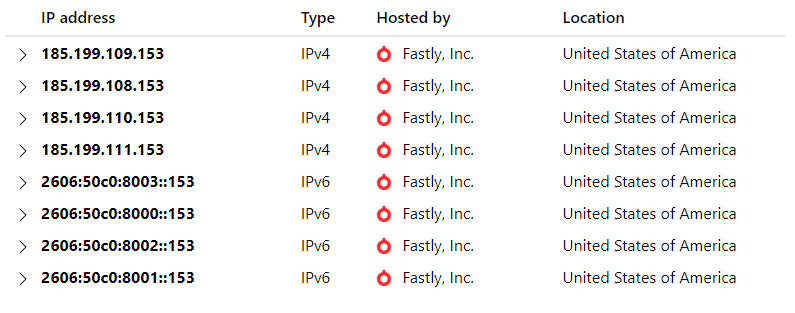 IP address Type Hosted by Location
185.199.109.153 IPv4 Fastly, Inc. United States of America
185.199.108.153 IPv4 Fastly, Inc. United States of America
185.199.110.153 IPv4 Fastly, Inc. United States of America
185.199.111.153 IPv4 Fastly, Inc. United States of America
2606:50c0:8003::153 IPv6 Fastly, Inc. United States of America
2606:50c0:8000::153 IPv6 Fastly, Inc. United States of America
2606:50c0:8002::153 IPv6 Fastly, Inc. United States of America
2606:50c0:8001::153 IPv6 Fastly, Inc. United States of America